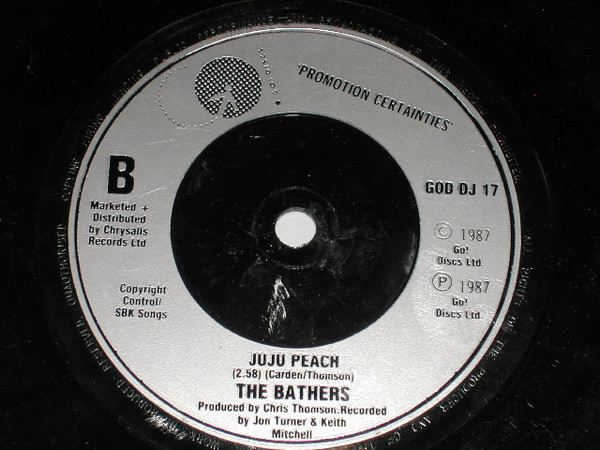 'PROMOTION CERTAINTIES'
B
GOD DJ 17
Marketed +
Distributed
by Chrysalis
Records Ltd
© 1987
Go!
Discs Ltd.
Ⓟ 1987
Go!
Discs Ltd.
Copyright
Control/
SBK Songs
JUJU PEACH
(2.58) (Carden/Thomson)
THE BATHERS
Produced by Chris Thomson.Recorded
by Jon Turner & Keith
Mitchell